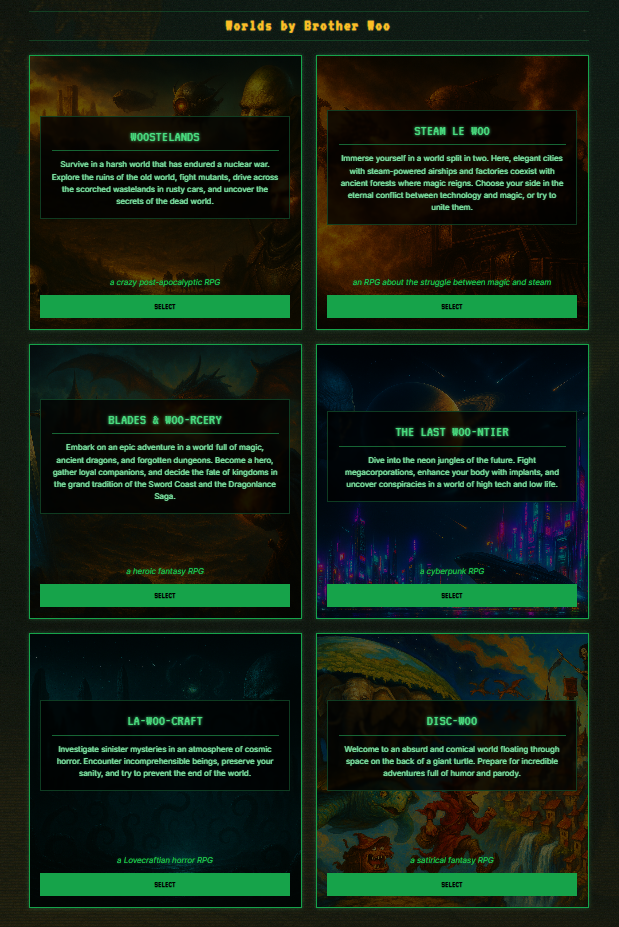 Worlds by Brother Woo
WOOSTELANDS
Survive in a harsh world that has endured a nuclear war.
Explore the ruins of the old world, fight mutants, drive across
the scorched wastelands in rusty cars, and uncover the
secrets of the dead world.
a crazy post-apocalyptic RPG
SELECT
STEAM LE WOO
Immerse yourself in a world split in two. Here, elegant cities
with steam-powered airships and factories coexist with
ancient forests where magic reigns. Choose your side in the
eternal conflict between technology and magic, or try to
unite them.
an RPG about the struggle between magic and steam
SELECT
BLADES & WOO-RCERY
Embark on an epic adventure in a world full of magic,
ancient dragons, and forgotten dungeons. Become a hero,
gather loyal companions, and decide the fate of kingdoms in
the grand tradition of the Sword Coast and the Dragonlance
Saga.
a heroic fantasy RPG
SELECT
THE LAST WOO-NTIER
Dive into the neon jungles of the future. Fight
megacorporations, enhance your body with implants, and
uncover conspiracies in a world of high tech and low life.
a cyberpunk RPG
SELECT
LA-WOO-CRAFT
Investigate sinister mysteries in an atmosphere of cosmic
horror. Encounter incomprehensible beings, preserve your
sanity, and try to prevent the end of the world.
a Lovecraftian horror RPG
SELECT
DISC-WOO
Welcome to an absurd and comical world floating through
space on the back of a giant turtle. Prepare for incredible
adventures full of humor and parody.
a satirical fantasy RPG
SELECT